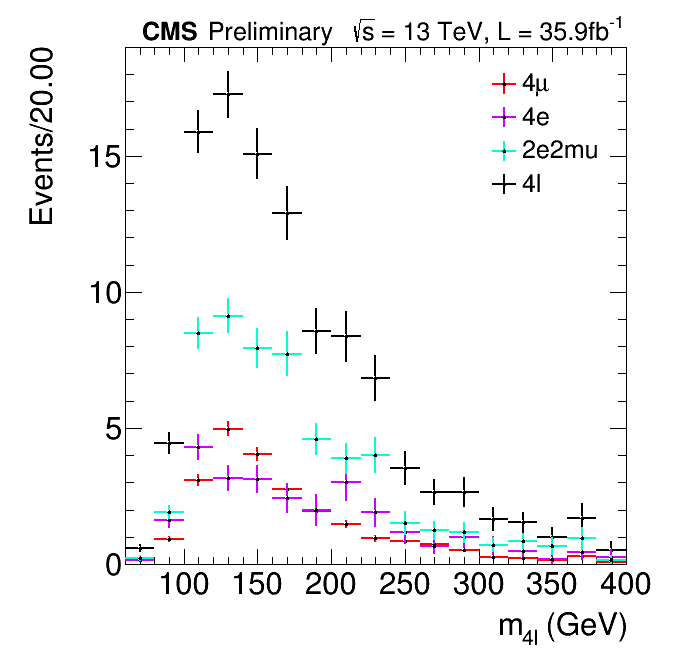 CMS Preliminary √s = 13 TeV, L = 35.9fb⁻¹
Events/20.00
4μ
4e
2e2mu
4l
15
10
5
0
100 150 200 250 300 350 400
m₄ₗ (GeV)